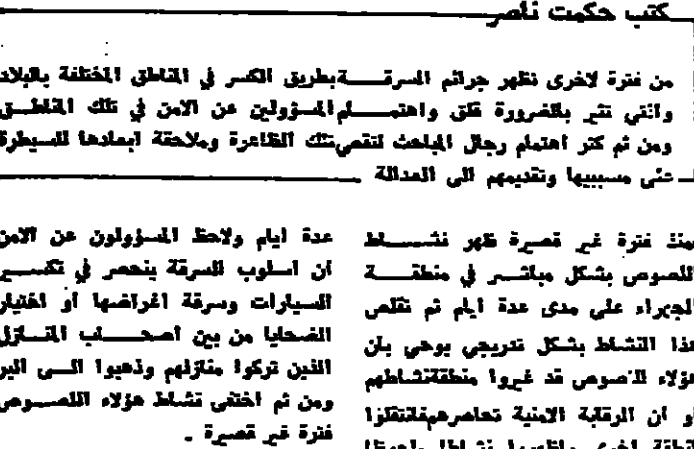 كتب حكمت ناصر
من فترة لاخرى تظهر جرائم السرقة بطريق الكسر في المناطق المختلفة بالبلاد
والتي تثير بالضرورة قلق واهتمام المسؤولين عن الامن في تلك المناطق
ومن ثم كثر اهتمام رجال المباحث لتقصي تلك الظاهرة وملاحقة ابعادها للسيطرة
على مسببيها وتقديمهم الى العدالة
منذ فترة غير قصيرة ظهر نشاط
اللصوص بشكل مباشر في منطقة
الجهراء على مدى عدة ايام ثم تقلص
هذا النشاط بشكل تدريجي يوحي بان
هؤلاء اللصوص قد غيروا منطقة نشاطهم
او ان الرقابة الامنية تحاصرهم فانتقلوا
لمنطقة اخرى
عدة ايام ولاحظ المسؤولون عن الامن
ان اسلوب السرقة ينحصر في تكسير
السيارات وسرقة اغراضها او اختيار
الضحايا من بين اصحاب المنازل
الذين تركوا منازلهم وذهبوا الى البر
ومن ثم اختفى نشاط هؤلاء اللصوص
فترة غير قصيرة .